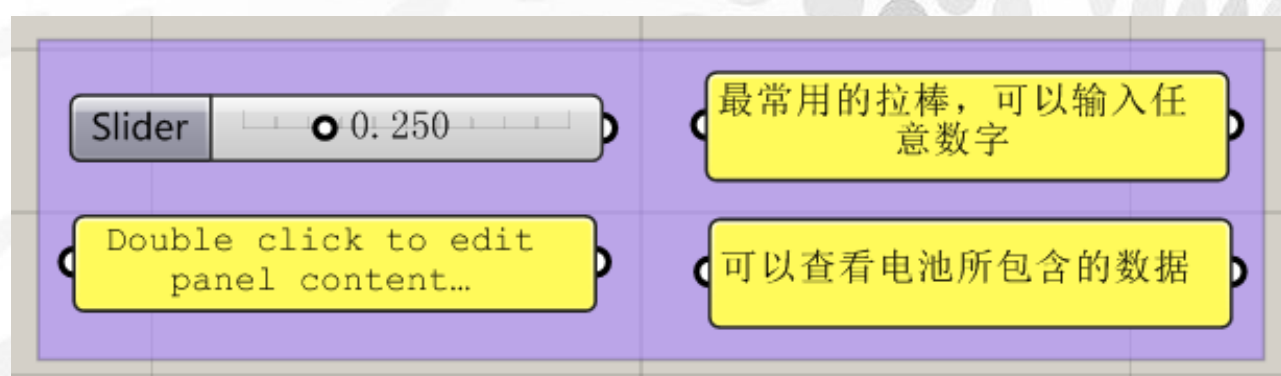 Slider
0.250
最常用的拉棒，可以输入任
意数字
Double click to edit
panel content…
可以查看电池所包含的数据